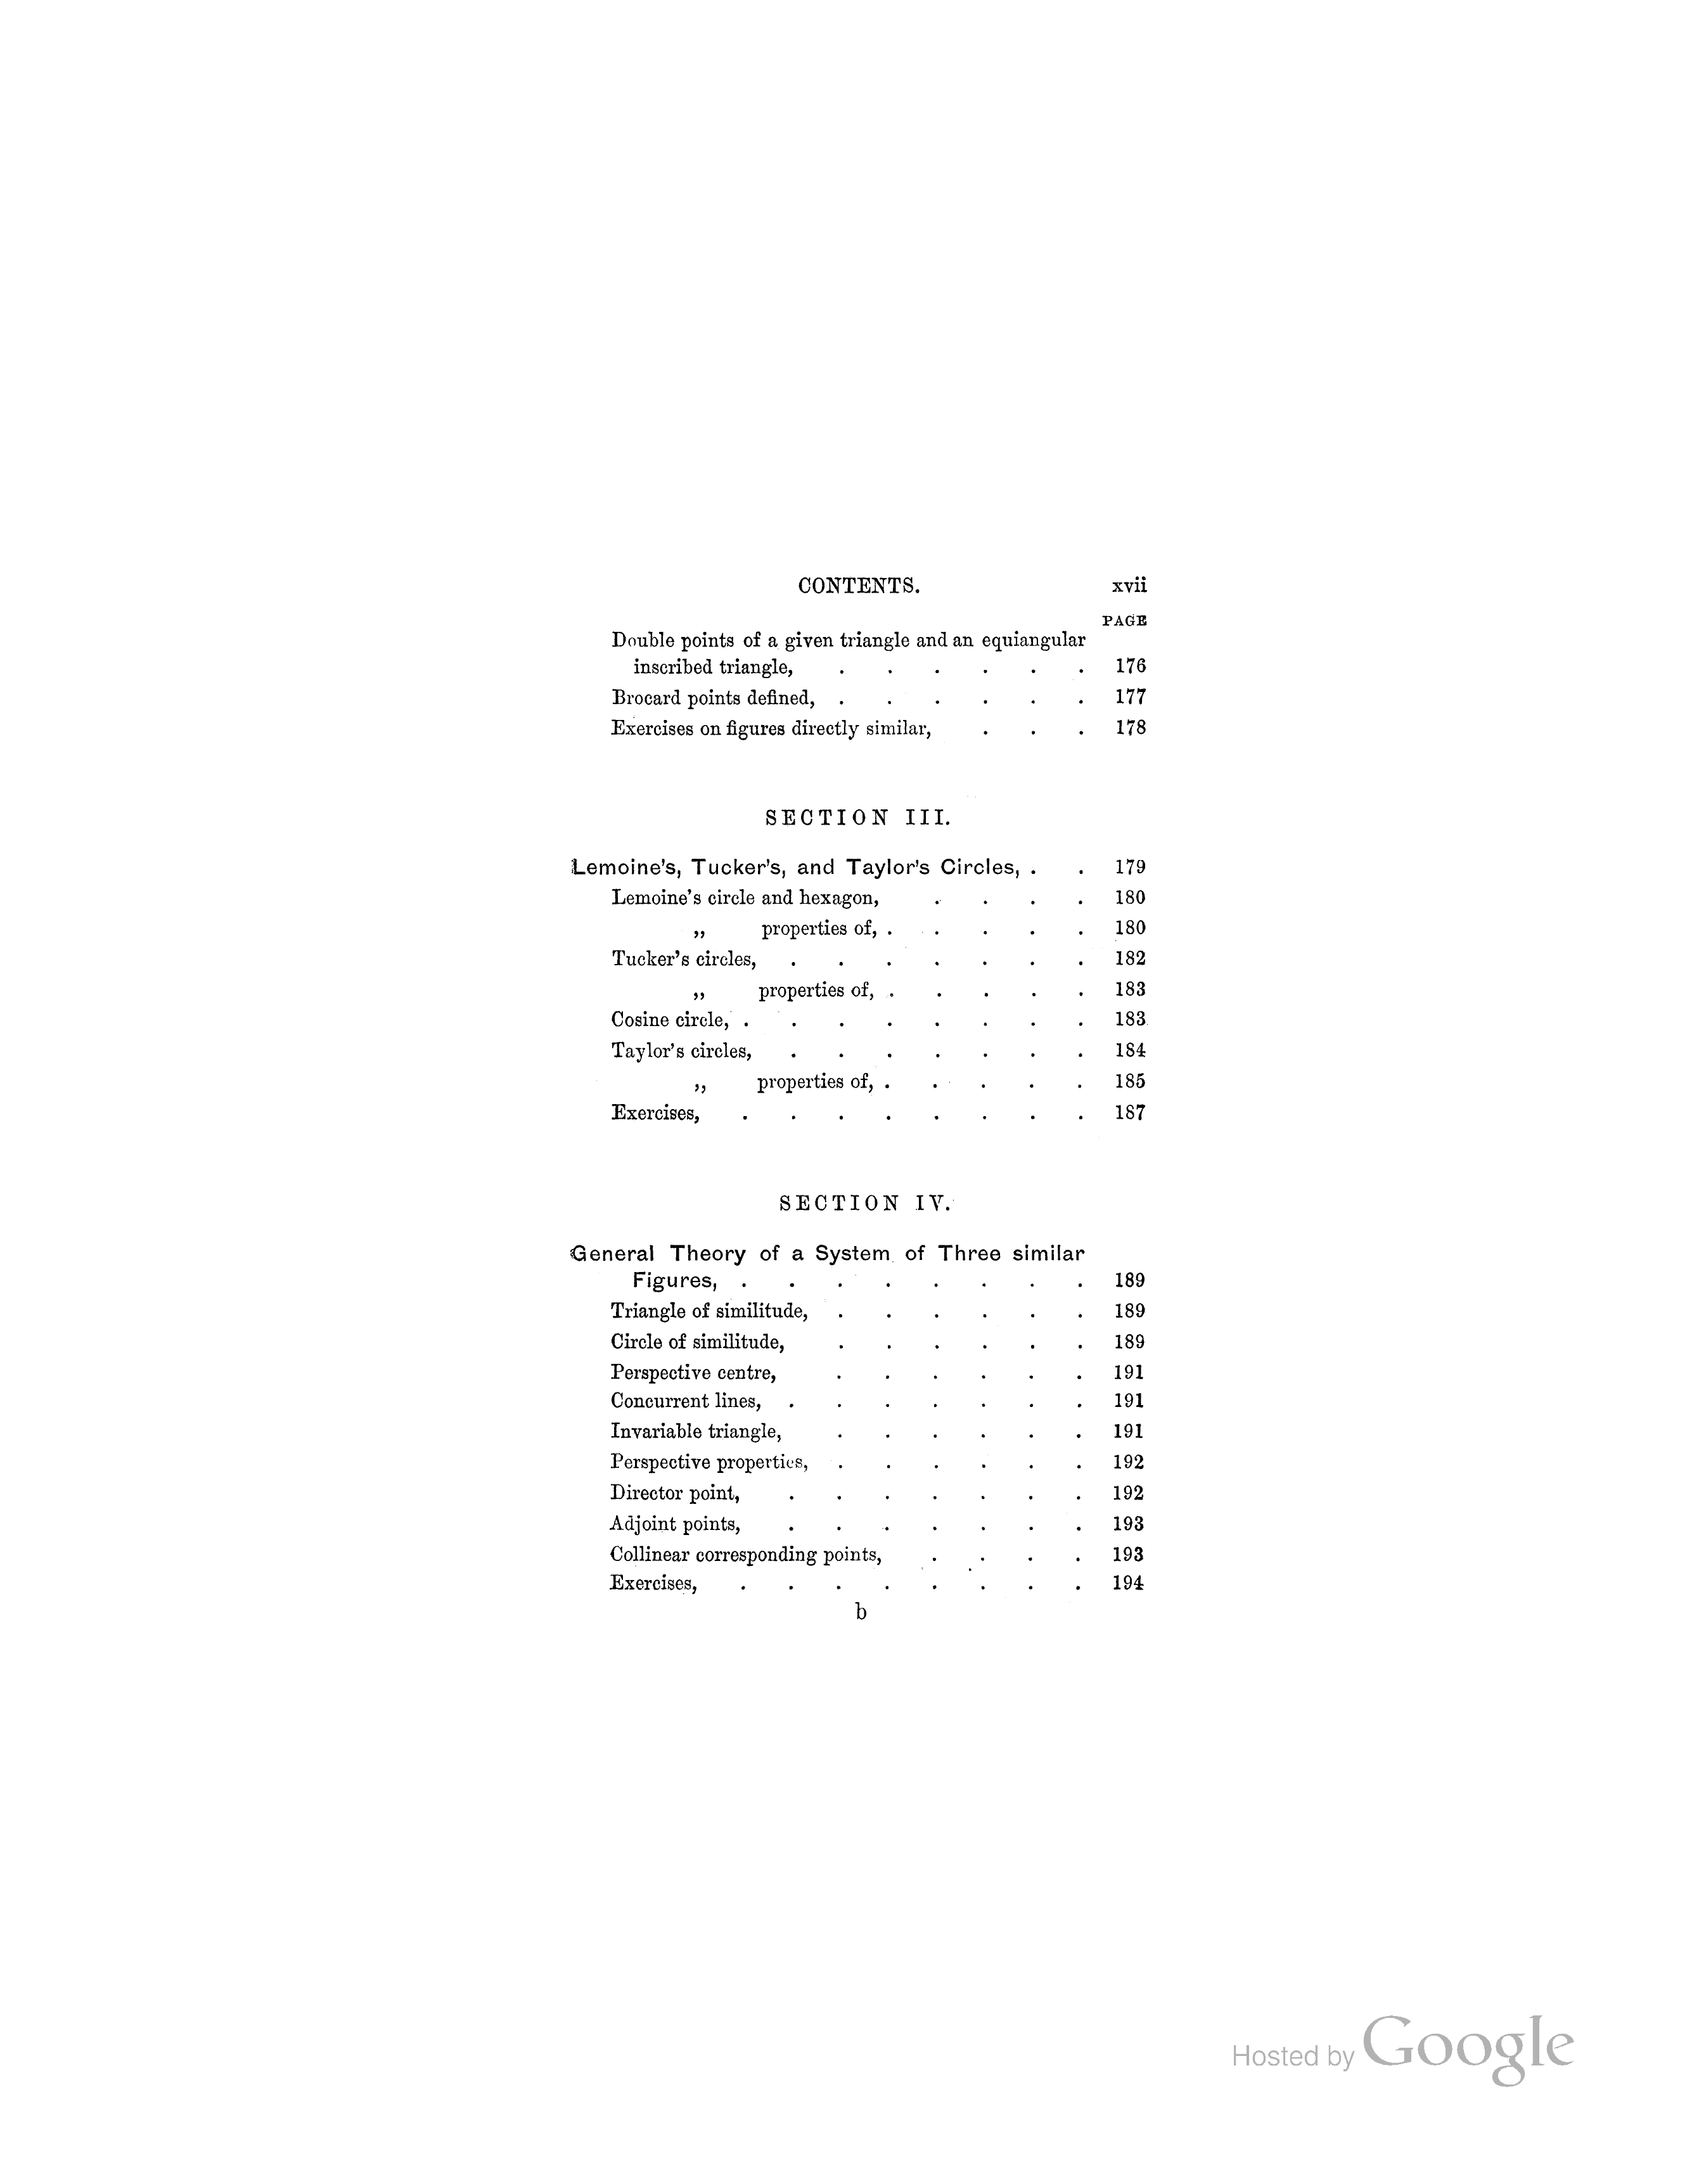 CONTENTS. xvii
PAGE
Double points of a given triangle and an equiangular
inscribed triangle, . . . . . . 176
Brocard points defined, . . . . . . 177
Exercises on figures directly similar, . . . 178
SECTION III.
Lemoine's, Tucker's, and Taylor's Circles, . . 179
Lemoine's circle and hexagon, . . . . 180
,, properties of, . . . . . 180
Tucker's circles, . . . . . . . 182
,, properties of, . . . . . 183
Cosine circle, . . . . . . . . 183
Taylor's circles, . . . . . . . 184
,, properties of, . . . . . 185
Exercises, . . . . . . . . 187
SECTION IV.
General Theory of a System of Three similar
Figures, . . . . . . . . 189
Triangle of similitude, . . . . . . 189
Circle of similitude, . . . . . . 189
Perspective centre, . . . . . . 191
Concurrent lines, . . . . . . . 191
Invariable triangle, . . . . . . 191
Perspective properties, . . . . . . 192
Director point, . . . . . . . 192
Adjoint points, . . . . . . . 193
Collinear corresponding points, . . . . 193
Exercises, . . . . . . . . 194
b
Hosted by Google